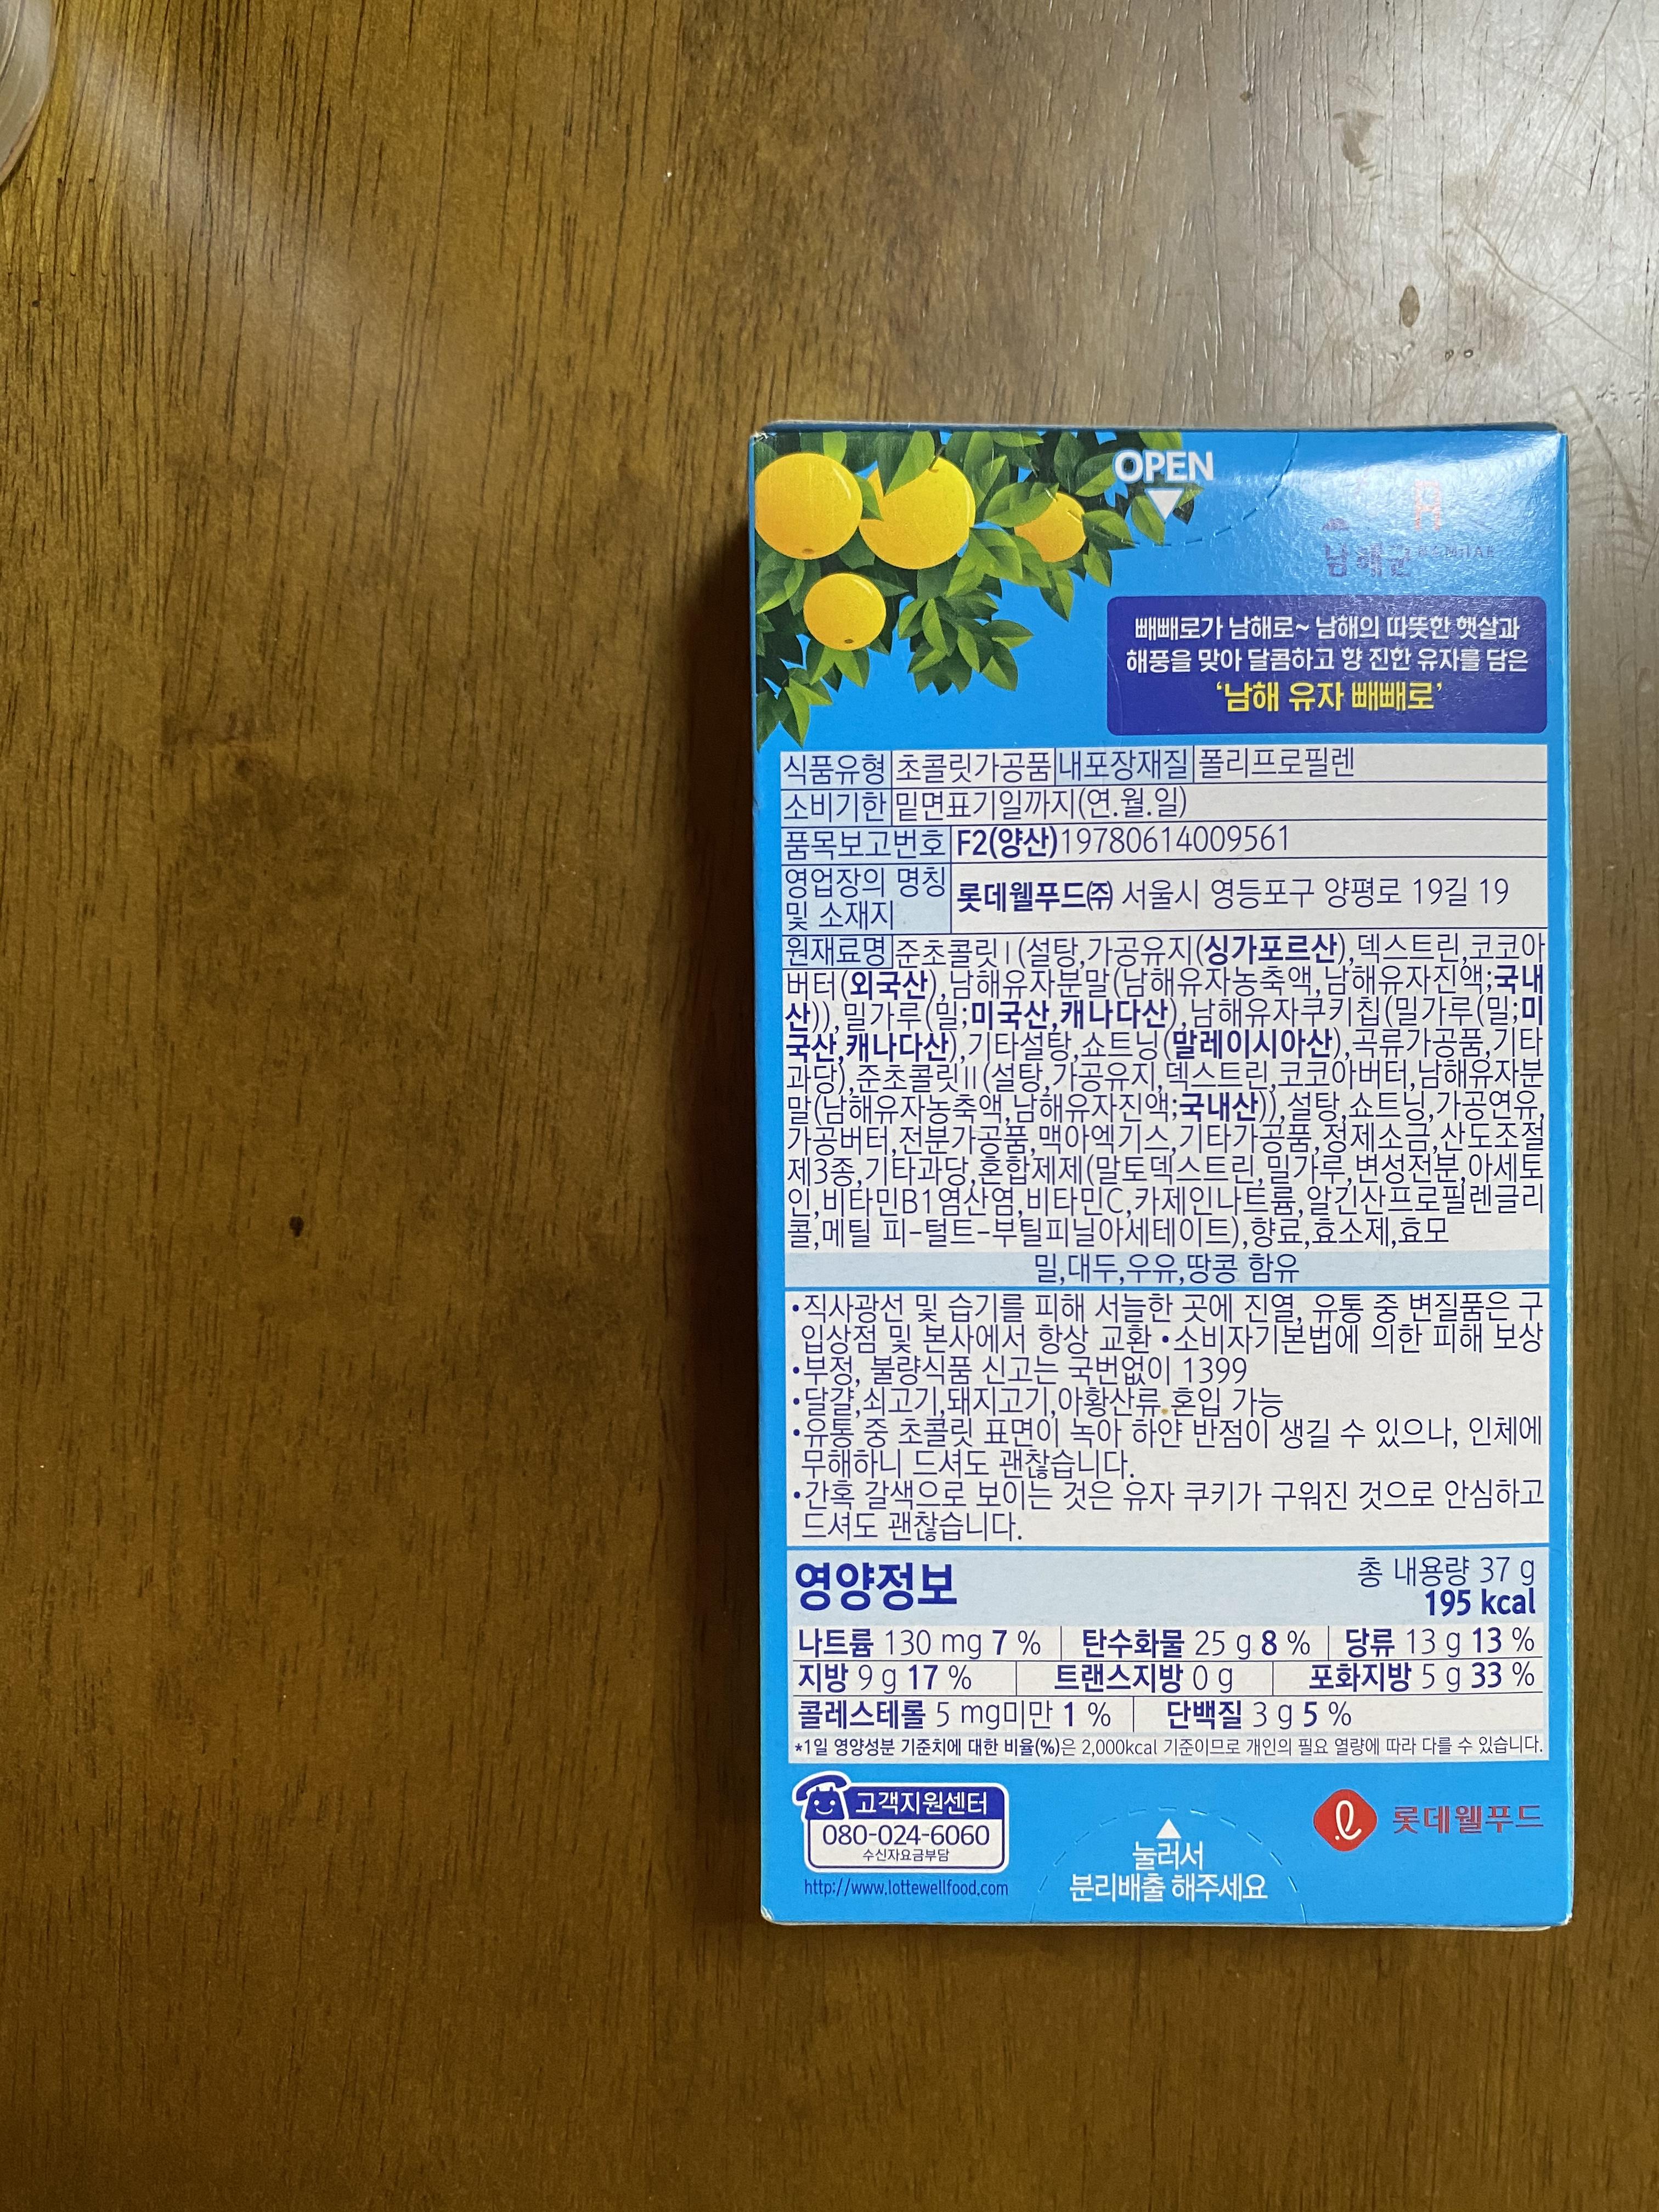 OPEN
남해군
빼빼로가 남해로~ 남해의 따뜻한 햇살과
해풍을 맞아 달콤하고 향 진한 유자를 담은
‘남해 유자 빼빼로’
식품유형 초콜릿가공품 내포장재질 폴리프로필렌
소비기한 밑면표기일까지(연.월.일)
품목보고번호 F2(양산)19780614009561
영업장의 명칭
및 소재지 롯데웰푸드㈜ 서울시 영등포구 양평로 19길 19
원재료명 준초콜릿Ⅰ(설탕,가공유지(싱가포르산),덱스트린,코코아
버터(외국산),남해유자분말(남해유자농축액,남해유자진액;국내
산)),밀가루(밀;미국산,캐나다산),남해유자쿠키칩(밀가루(밀;미
국산,캐나다산),기타설탕,쇼트닝(말레이시아산),곡류가공품,기타
과당),준초콜릿Ⅱ(설탕,가공유지,덱스트린,코코아버터,남해유자분
말(남해유자농축액,남해유자진액;국내산)),설탕,쇼트닝,가공연유,
가공버터,전분가공품,맥아엑기스,기타가공품,정제소금,산도조절
제3종,기타과당,혼합제제(말토덱스트린,밀가루,변성전분,아세토
인,비타민B1염산염,비타민C,카제인나트륨,알긴산프로필렌글리
콜,메틸 피-털트-부틸피닐아세테이트),향료,효소제,효모
밀,대두,우유,땅콩 함유
•직사광선 및 습기를 피해 서늘한 곳에 진열, 유통 중 변질품은 구
입상점 및 본사에서 항상 교환 •소비자기본법에 의한 피해 보상
•부정, 불량식품 신고는 국번없이 1399
•달걀,쇠고기,돼지고기,아황산류 혼입 가능
•유통 중 초콜릿 표면이 녹아 하얀 반점이 생길 수 있으나, 인체에
무해하니 드셔도 괜찮습니다.
•간혹 갈색으로 보이는 것은 유자 쿠키가 구워진 것으로 안심하고
드셔도 괜찮습니다.
영양정보 총 내용량 37 g
195 kcal
나트륨 130 mg 7 % 탄수화물 25 g 8 % 당류 13 g 13 %
지방 9 g 17 % 트랜스지방 0 g 포화지방 5 g 33 %
콜레스테롤 5 mg미만 1 % 단백질 3 g 5 %
*1일 영양성분 기준치에 대한 비율(%)은 2,000kcal 기준이므로 개인의 필요 열량에 따라 다를 수 있습니다.
고객지원센터
080-024-6060
수신자요금부담
http://www.lottewellfood.com
눌러서
분리배출 해주세요
롯데웰푸드